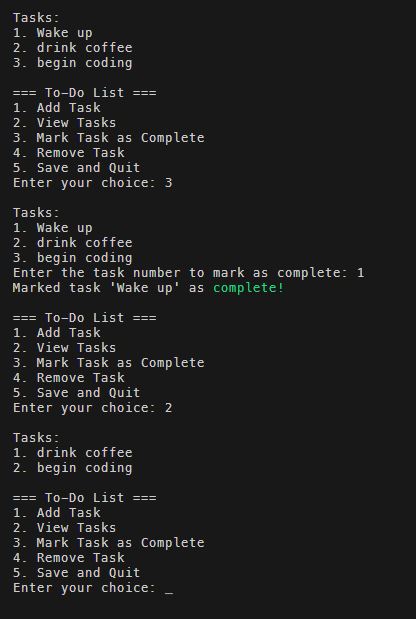 Tasks:
1. Wake up
2. drink coffee
3. begin coding

=== To-Do List ===
1. Add Task
2. View Tasks
3. Mark Task as Complete
4. Remove Task
5. Save and Quit
Enter your choice: 3

Tasks:
1. Wake up
2. drink coffee
3. begin coding
Enter the task number to mark as complete: 1
Marked task 'Wake up' as complete!

=== To-Do List ===
1. Add Task
2. View Tasks
3. Mark Task as Complete
4. Remove Task
5. Save and Quit
Enter your choice: 2

Tasks:
1. drink coffee
2. begin coding

=== To-Do List ===
1. Add Task
2. View Tasks
3. Mark Task as Complete
4. Remove Task
5. Save and Quit
Enter your choice: _